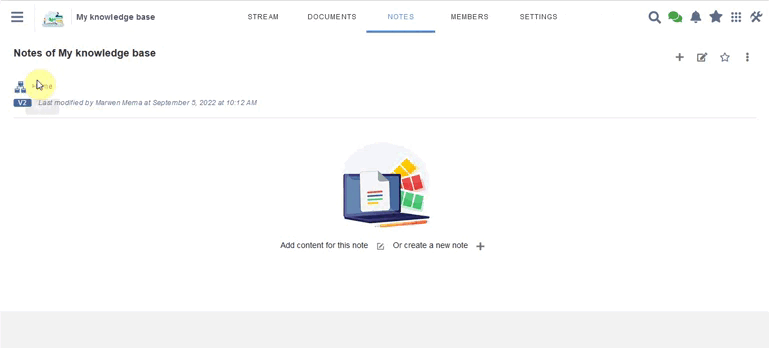 My knowledge base
STREAM
DOCUMENTS
NOTES
MEMBERS
SETTINGS
Notes of My knowledge base
V2 Last modified by Marwen Mema at September 5, 2022 at 10:12 AM
Add content for this note
Or create a new note